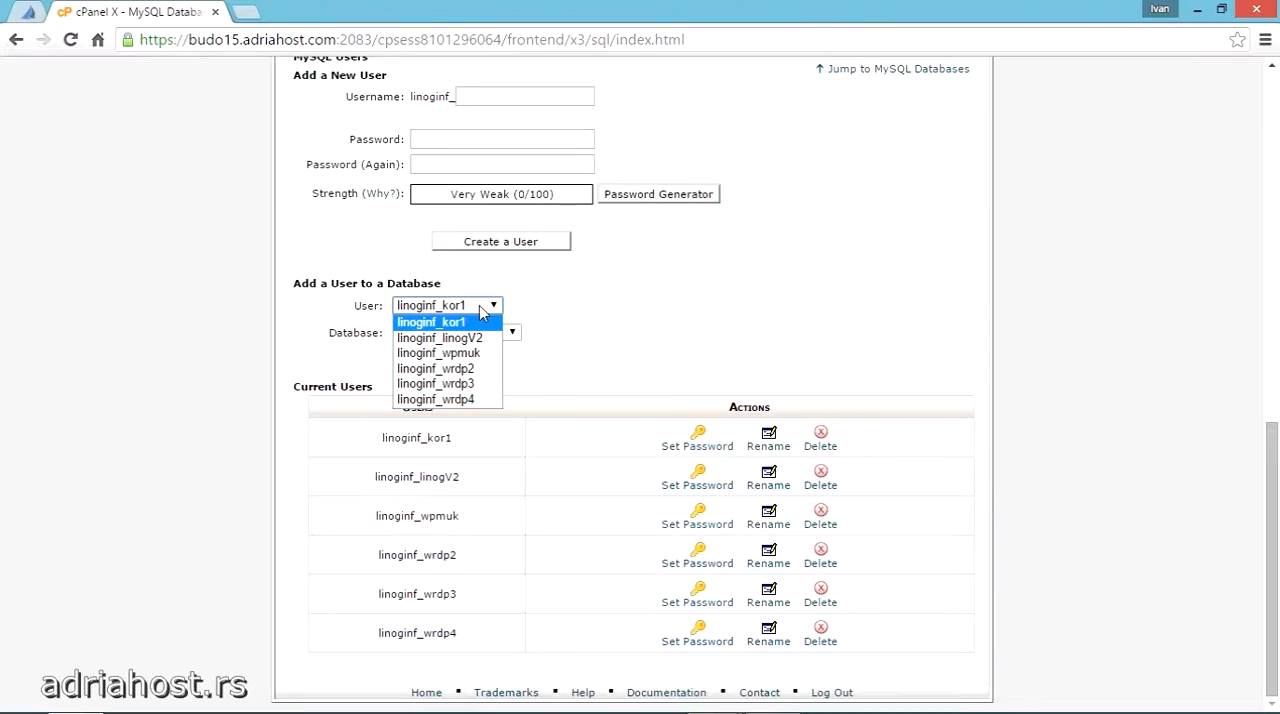 cPanel X - MySQL Databa
Ivan
https://budo15.adriahost.com:2083/cpsess8101296064/frontend/x3/sql/index.html
MySQL Users
Jump to MySQL Databases
Add a New User
Username: linoginf_
Password:
Password (Again):
Strength (Why?): Very Weak (0/100) Password Generator
Create a User
Add a User to a Database
User: linoginf_kor1
linoginf_kor1
Database:
linoginf_linogV2
linoginf_wpmuk
linoginf_wrdp2
linoginf_wrdp3
linoginf_wrdp4
Current Users
Users Actions
linoginf_kor1 Set Password Rename Delete
linoginf_linogV2 Set Password Rename Delete
linoginf_wpmuk Set Password Rename Delete
linoginf_wrdp2 Set Password Rename Delete
linoginf_wrdp3 Set Password Rename Delete
linoginf_wrdp4 Set Password Rename Delete
adriahost.rs
Home ▪ Trademarks ▪ Help ▪ Documentation ▪ Contact ▪ Log Out